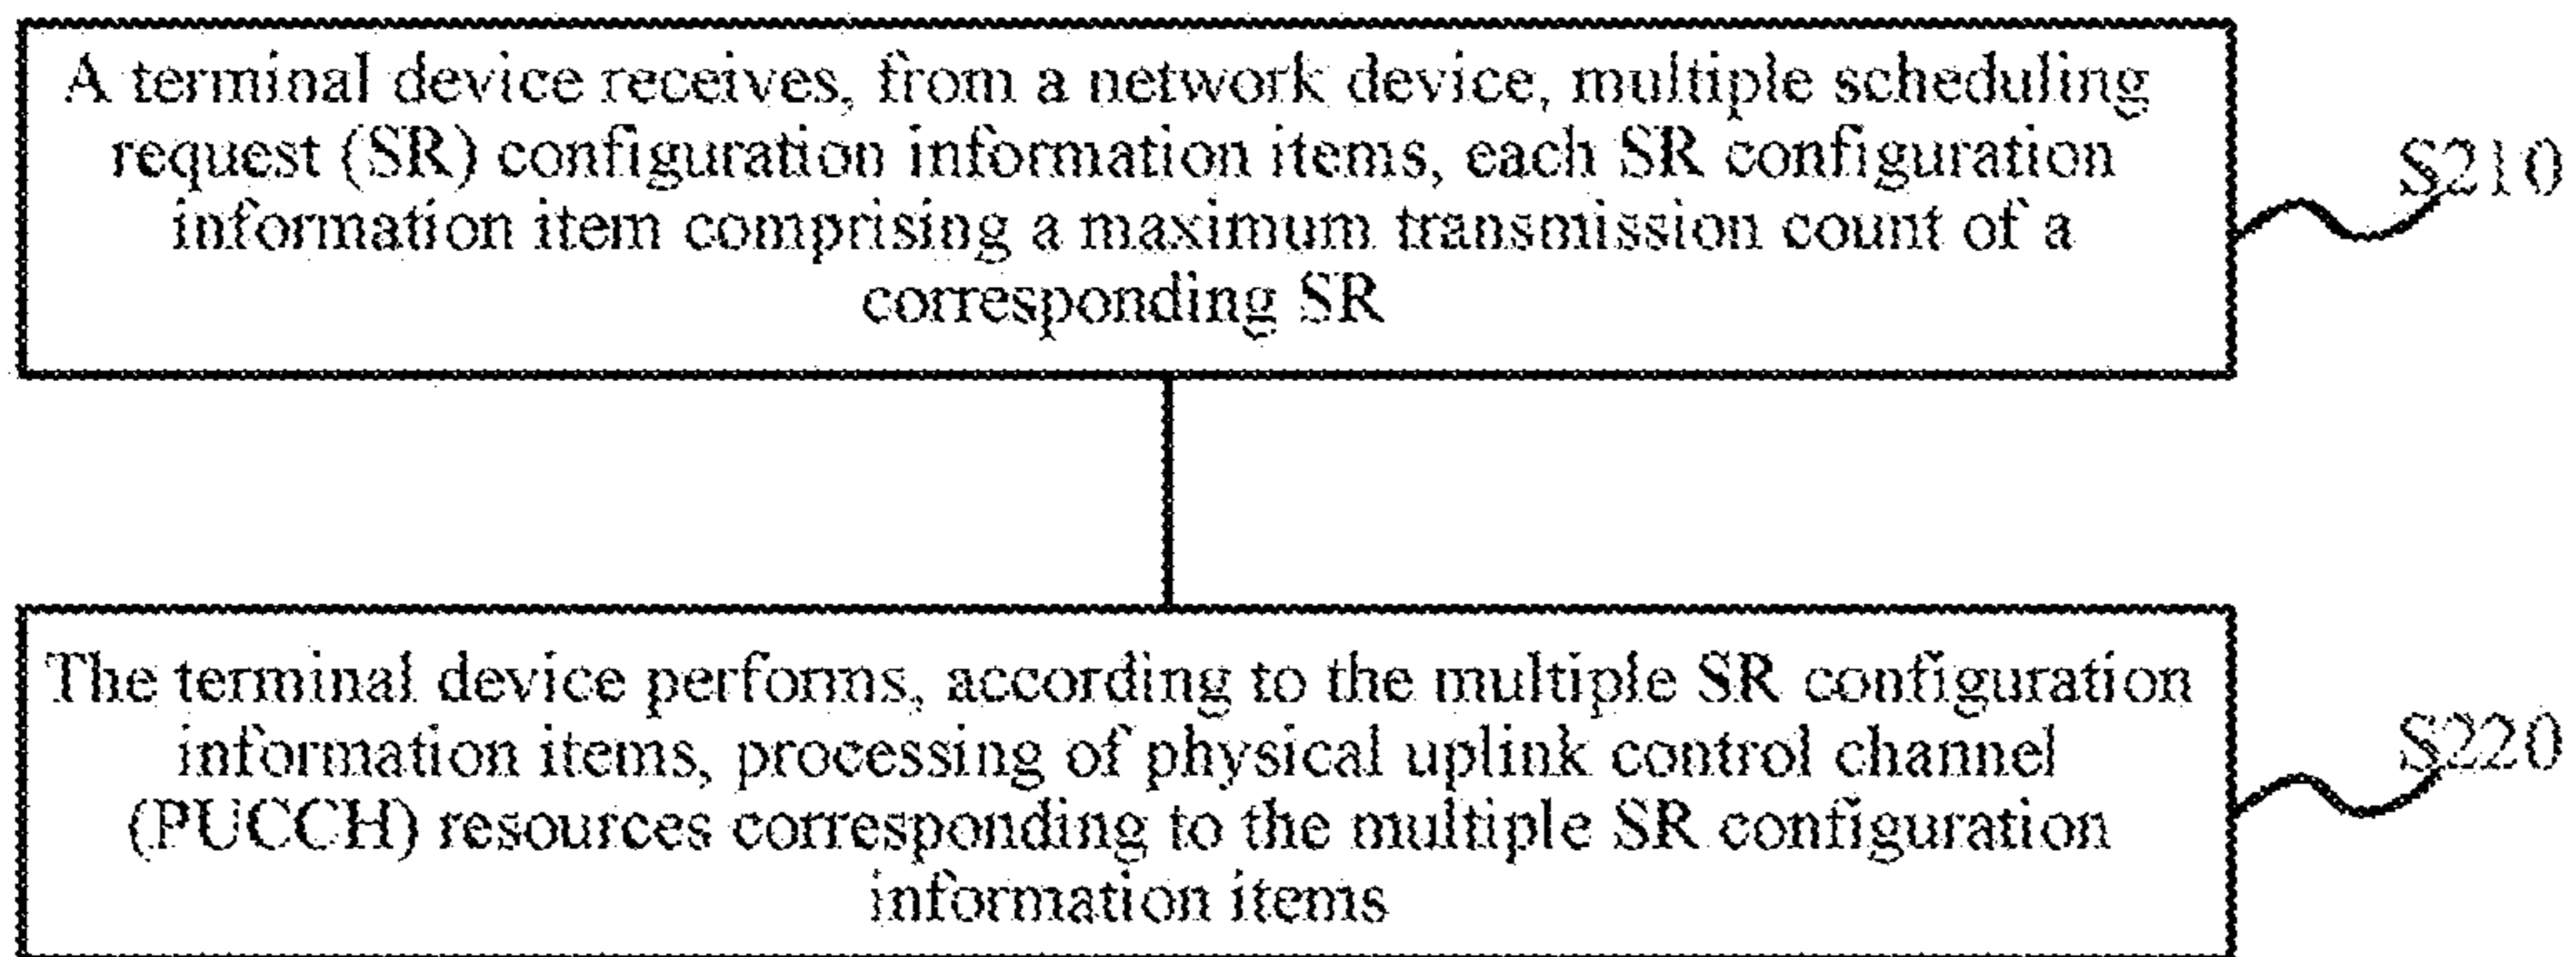 A terminal device receives, from a network device, multiple scheduling
request (SR) configuration information items, each SR configuration
information item comprising a maximum transmission count of a
corresponding SR
S210
The terminal device performs, according to the multiple SR configuration
information items, processing of physical uplink control channel
(PUCCH) resources corresponding to the multiple SR configuration
information items
S220